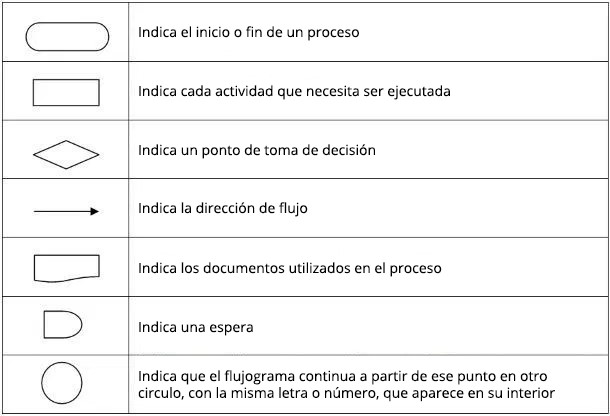 Indica el inicio o fin de un proceso
Indica cada actividad que necesita ser ejecutada
Indica un ponto de toma de decisión
Indica la dirección de flujo
Indica los documentos utilizados en el proceso
Indica una espera
Indica que el flujograma continua a partir de ese punto en otro
circulo, con la misma letra o número, que aparece en su interior